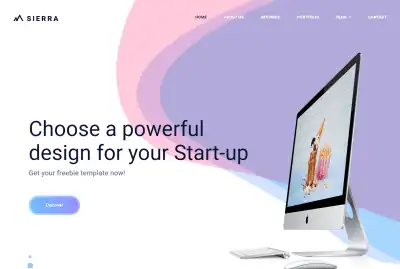 SIERRA
HOME ABOUT US SERVICES PORTFOLIO BLOG CONTACT
Choose a powerful
design for your Start-up
Get your freebie template now!
Discover